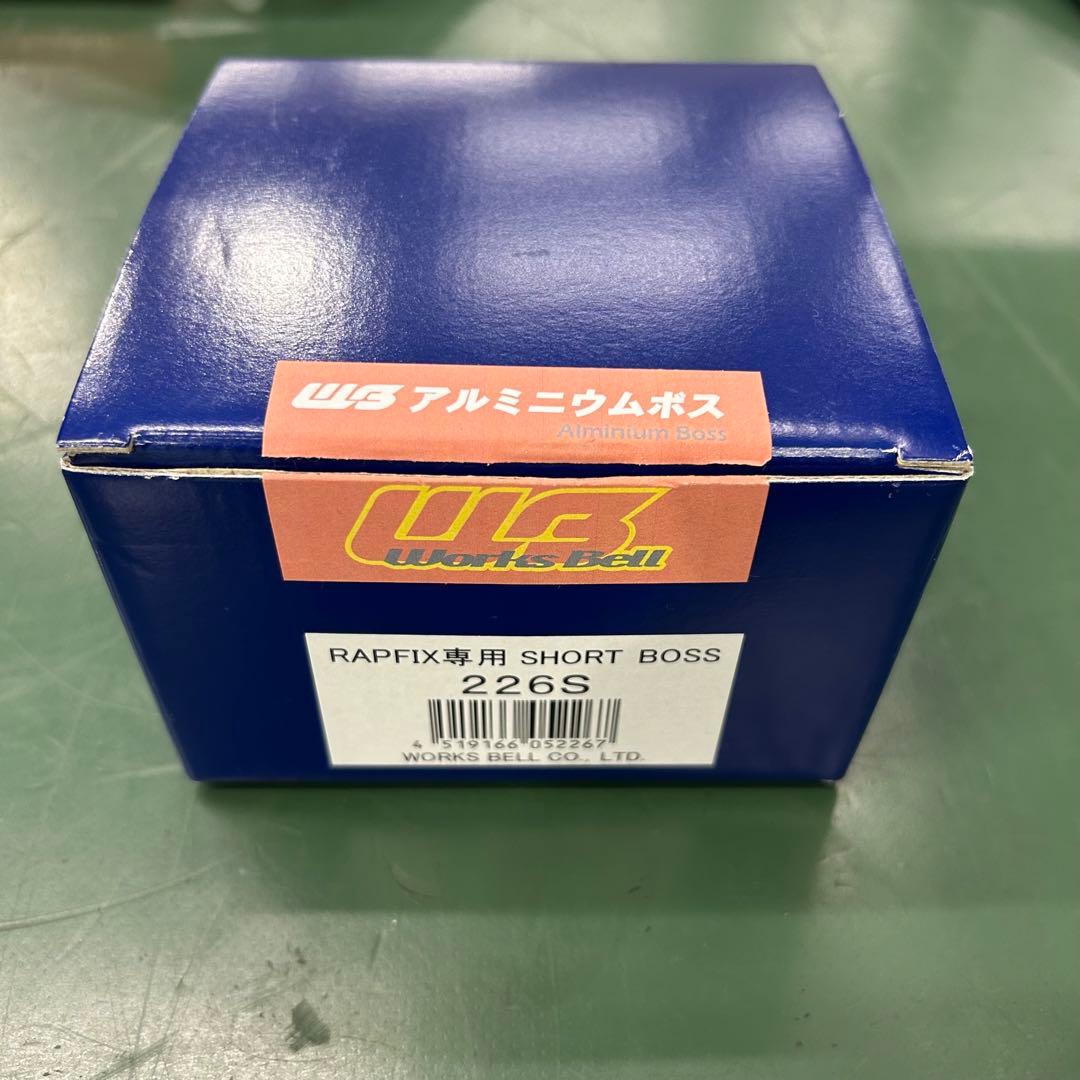 WB アルミニウムボス
Alminium Boss
WB
Works Bell
RAPFIX専用 SHORT BOSS
226S
4 519166 052267
WORKS BELL CO., LTD.